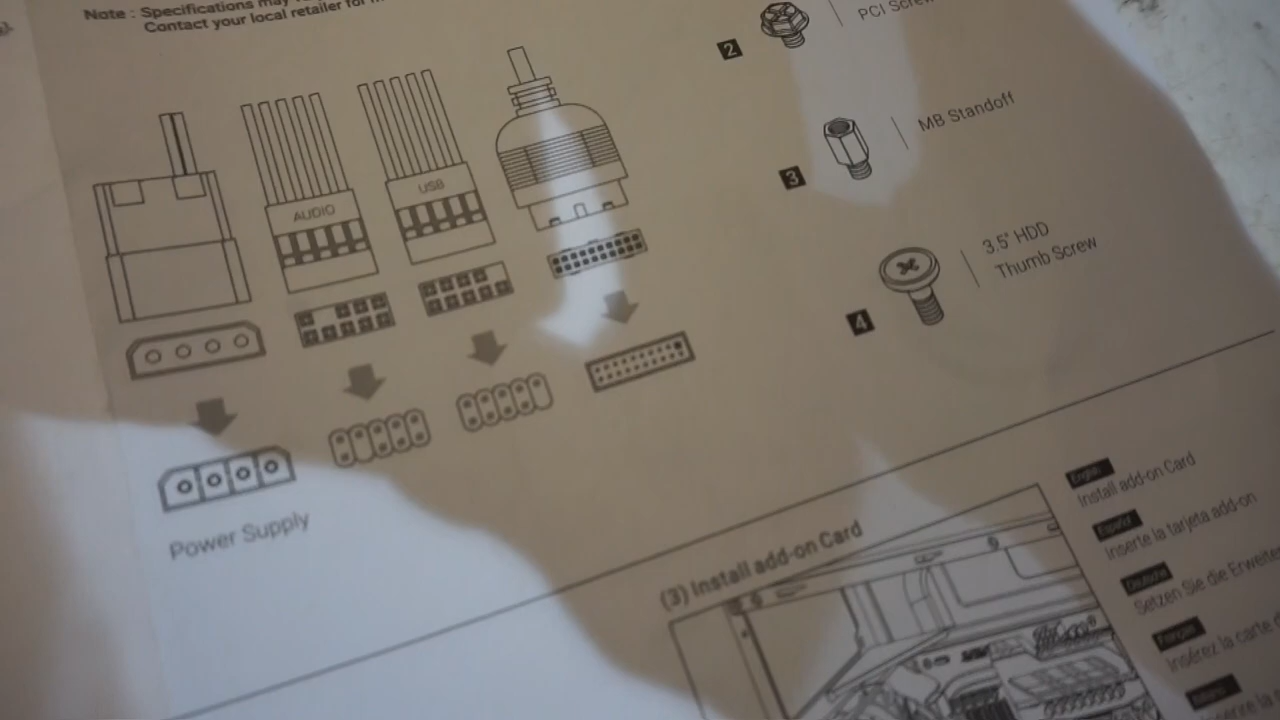 Note : Specifications may
Contact your local retailer for
2
PCI Screw
AUDIO
USB
3
MB Standoff
4
3.5" HDD
Thumb Screw
Power Supply
(3) Install add-on Card
English
Install add-on Card
Español
Inserte la tarjeta add-on
Deutsche
Setzen Sie die Erweite
Français
Insérez la carte